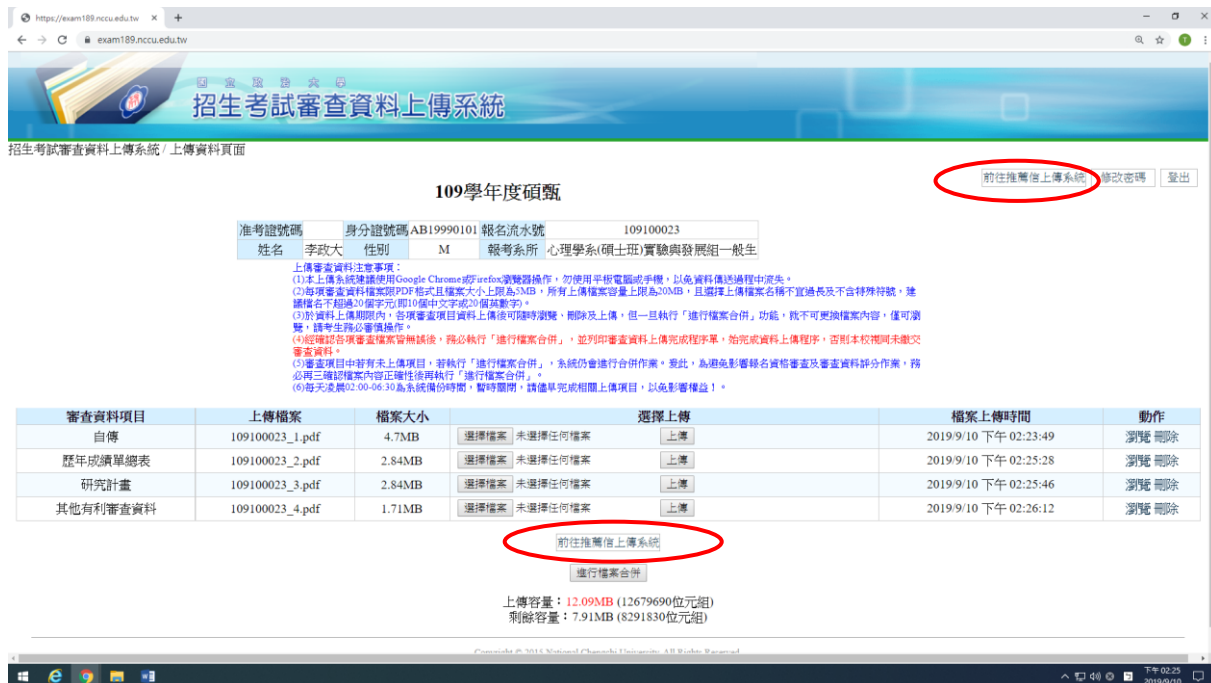 https://exam189.nccu.edu.tw
exam189.nccu.edu.tw
國立政治大學
招生考試審查資料上傳系統
招生考試審查資料上傳系統 / 上傳資料頁面
前往推薦信上傳系統 修改密碼 登出
109學年度碩甄
准考證號碼 身分證號碼 AB19990101 報名流水號 109100023
姓名 李政大 性別 M 報考系所 心理學系(碩士班)實驗與發展組一般生
上傳審查資料注意事項：
(1)本上傳系統建議使用Google Chrome或Firefox瀏覽器操作，勿使用平板電腦或手機，以免資料傳送過程中流失。
(2)每項審查資料檔案限PDF格式且檔案大小上限為5MB，所有上傳檔案容量上限為20MB，且選擇上傳檔案名稱不宜過長及不含特殊符號，建
議檔名不超過20個字元(即10個中文字或20個英數字)。
(3)於資料上傳期限內，各項審查項目資料上傳後可隨時瀏覽、刪除及上傳，但一旦執行「進行檔案合併」功能，就不可更換檔案內容，僅可瀏
覽，請考生務必審慎操作。
(4)經確認各項審查檔案皆無誤後，務必執行「進行檔案合併」，並列印審查資料上傳完成程序單，始完成資料上傳程序，否則本校視同未繳交
審查資料。
(5)審查項目中若有未上傳項目，若執行「進行檔案合併」，系統仍會進行合併作業。爰此，為避免影響報名資格審查及審查資料評分作業，務
必再三確認檔案內容正確性後再執行「進行檔案合併」。
(6)每天凌晨02:00-06:30為系統備份時間，暫時關閉，請儘早完成相關上傳項目，以免影響權益！。
審查資料項目 上傳檔案 檔案大小 選擇上傳 檔案上傳時間 動作
自傳 109100023_1.pdf 4.7MB 選擇檔案 未選擇任何檔案 上傳 2019/9/10 下午 02:23:49 瀏覽 刪除
歷年成績單總表 109100023_2.pdf 2.84MB 選擇檔案 未選擇任何檔案 上傳 2019/9/10 下午 02:25:28 瀏覽 刪除
研究計畫 109100023_3.pdf 2.84MB 選擇檔案 未選擇任何檔案 上傳 2019/9/10 下午 02:25:46 瀏覽 刪除
其他有利審查資料 109100023_4.pdf 1.71MB 選擇檔案 未選擇任何檔案 上傳 2019/9/10 下午 02:26:12 瀏覽 刪除
前往推薦信上傳系統
進行檔案合併
上傳容量：12.09MB (12679690位元組)
剩餘容量：7.91MB (8291830位元組)
Copyright © 2015 National Chengchi University. All Rights Reserved
下午 02:25
2019/9/10